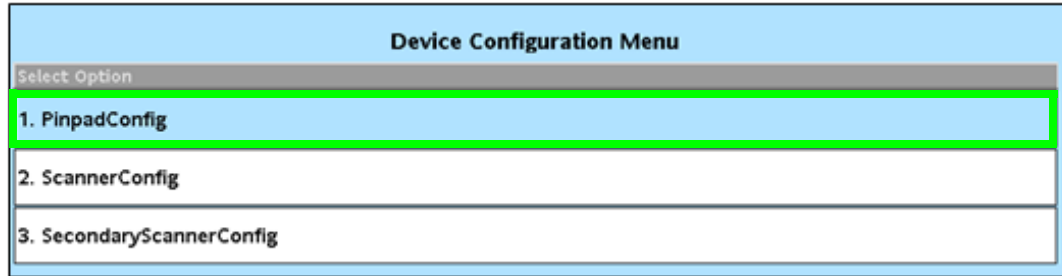 Device Configuration Menu
Select Option
1. PinpadConfig
2. ScannerConfig
3. SecondaryScannerConfig